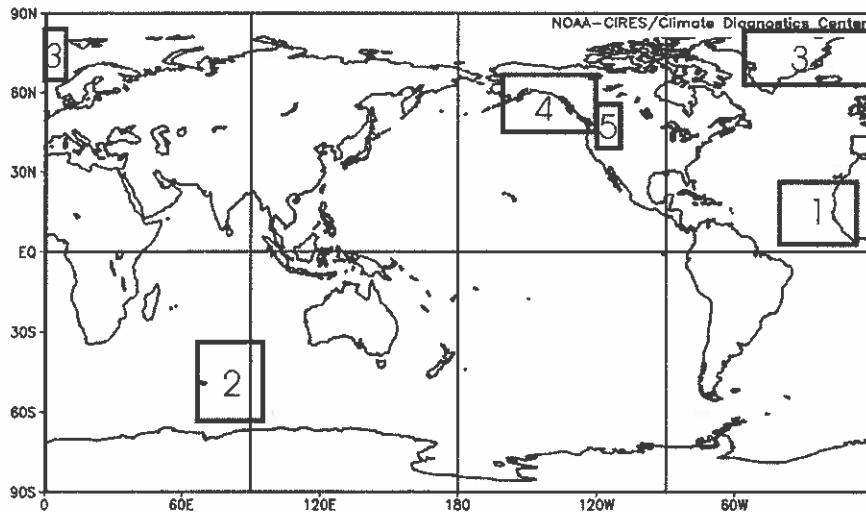 90N
NOAA-CIRES/Climate Diagnostics Center
3
3
60N
4
5
30N
1
EQ
30S
2
60S
90S
0
60E
120E
180
120W
60W